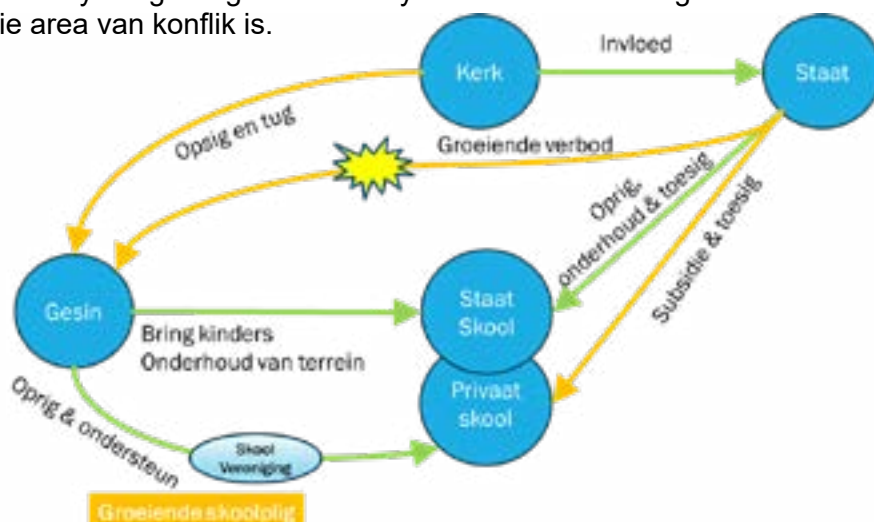 ie area van konflik is.
Invloed
Kerk
Staat
Opsig en tug
Groeiende verbod
Oprig,
onderhoud & toesig
Subsidie & toesig
Gesin
Staat
Skool
Bring kinders
Onderhoud van terrein
Privaat
skool
Oprig & ondersteun
Skool
Vereniging
Groeiende skoolplig